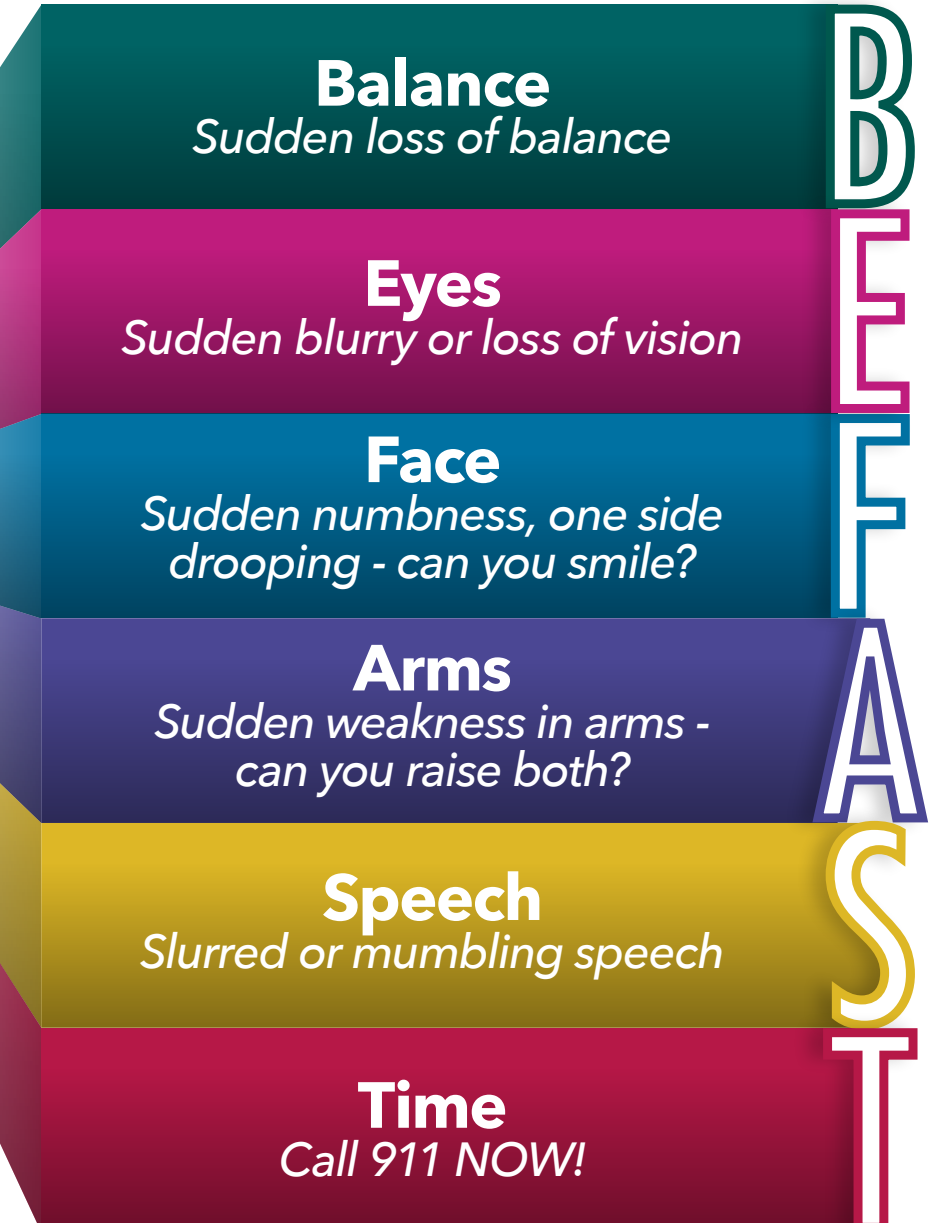 Balance
Sudden loss of balance
B
Eyes
Sudden blurry or loss of vision
E
Face
Sudden numbness, one side
drooping - can you smile?
F
Arms
Sudden weakness in arms -
can you raise both?
A
Speech
Slurred or mumbling speech
S
Time
Call 911 NOW!
T